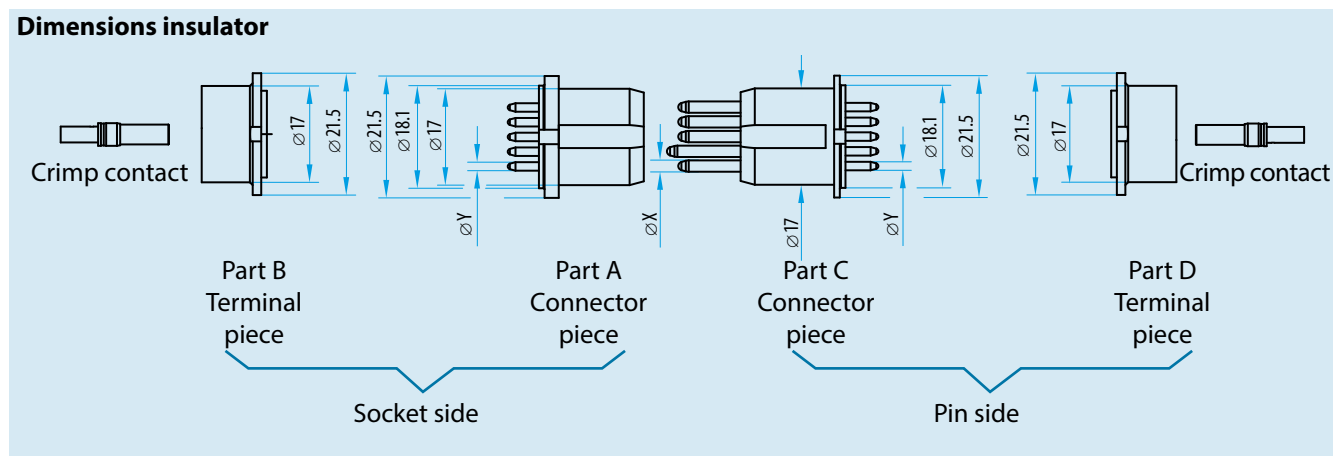 Dimensions insulator
Crimp contact
∅17
∅21.5
∅21.5
∅18.1
∅17
∅Y
∅X
∅17
∅Y
∅18.1
∅21.5
∅21.5
∅17
Crimp contact
Part B
Terminal
piece
Part A
Connector
piece
Part C
Connector
piece
Part D
Terminal
piece
Socket side
Pin side